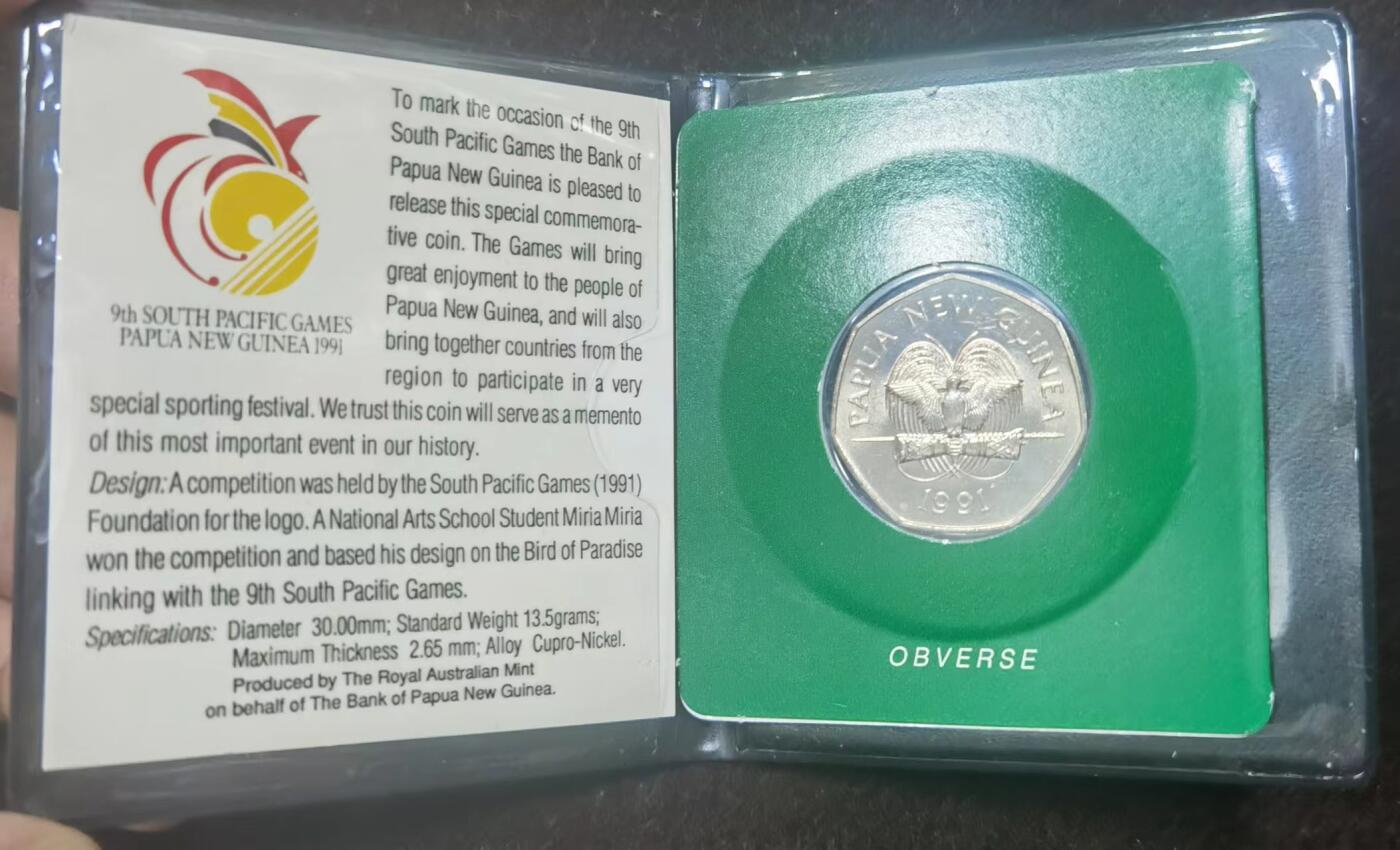 9th SOUTH PACIFIC GAMES
PAPUA NEW GUINEA 1991
To mark the occasion of the 9th
South Pacific Games the Bank of
Papua New Guinea is pleased to
release this special commemora-
tive coin. The Games will bring
great enjoyment to the people of
Papua New Guinea, and will also
bring together countries from the
region to participate in a very
special sporting festival. We trust this coin will serve as a memento
of this most important event in our history.
Design: A competition was held by the South Pacific Games (1991)
Foundation for the logo. A National Arts School Student Miria Miria
won the competition and based his design on the Bird of Paradise
linking with the 9th South Pacific Games.
Specifications: Diameter 30.00mm; Standard Weight 13.5grams;
Maximum Thickness 2.65 mm; Alloy Cupro-Nickel.
Produced by The Royal Australian Mint
on behalf of The Bank of Papua New Guinea.
PAPUA NEW GUINEA
1991
OBVERSE